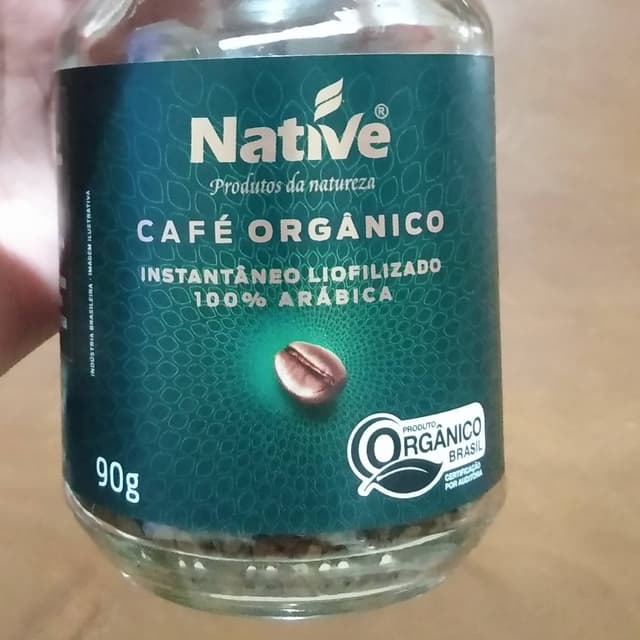 Native®
Produtos da natureza
CAFÉ ORGÂNICO
INSTANTÂNEO LIOFILIZADO
100% ARÁBICA
INDÚSTRIA BRASILEIRA - IMAGEM ILUSTRATIVA
90g
PRODUTO
ORGÂNICO
BRASIL
CERTIFICAÇÃO
POR AUDITORIA